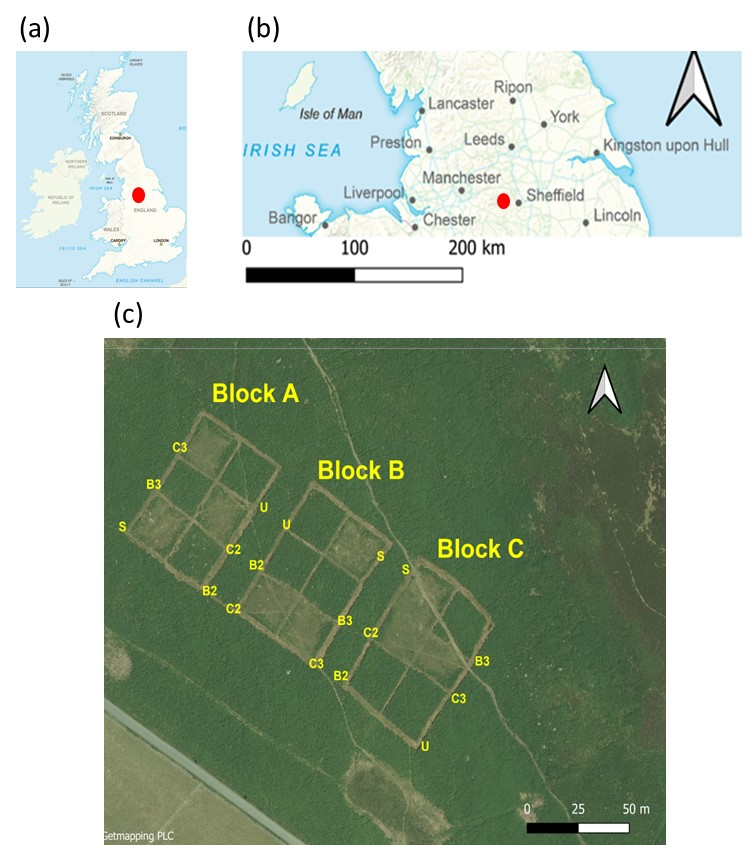 (a)
(b)
SCOTLAND
EDINBURGH
NORTHERN
IRELAND
REPUBLIC OF
IRELAND
IRISH SEA
ENGLAND
WALES
CARDIFF
LONDON
CELTIC SEA
ENGLISH CHANNEL
Isle of Man
IRISH SEA
Lancaster
Ripon
York
Preston
Leeds
Kingston upon Hull
Manchester
Liverpool
Sheffield
Bangor
Chester
Lincoln
0 100 200 km
(c)
Block A
C3
Block B
B3
S
U
U
S
C2
B2
Block C
S
B2
C2
B3
C2
C3
B2
B3
C3
U
0 25 50 m
Getmapping PLC